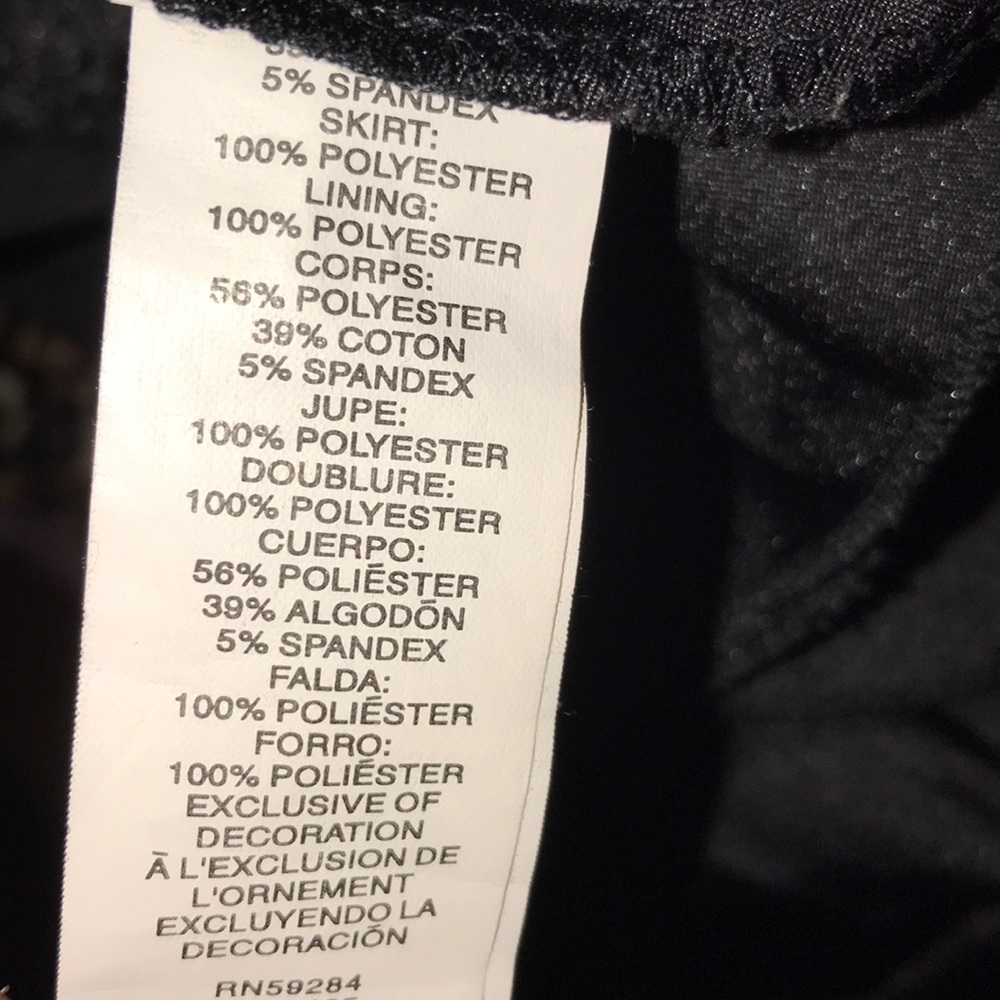 5% SPANDEX
SKIRT:
100% POLYESTER
LINING:
100% POLYESTER
CORPS:
56% POLYESTER
39% COTON
5% SPANDEX
JUPE:
100% POLYESTER
DOUBLURE:
100% POLYESTER
CUERPO:
56% POLIÉSTER
39% ALGODÓN
5% SPANDEX
FALDA:
100% POLIÉSTER
FORRO:
100% POLIÉSTER
EXCLUSIVE OF
DECORATION
À L'EXCLUSION DE
L'ORNEMENT
EXCLUYENDO LA
DECORACIÓN
RN59284